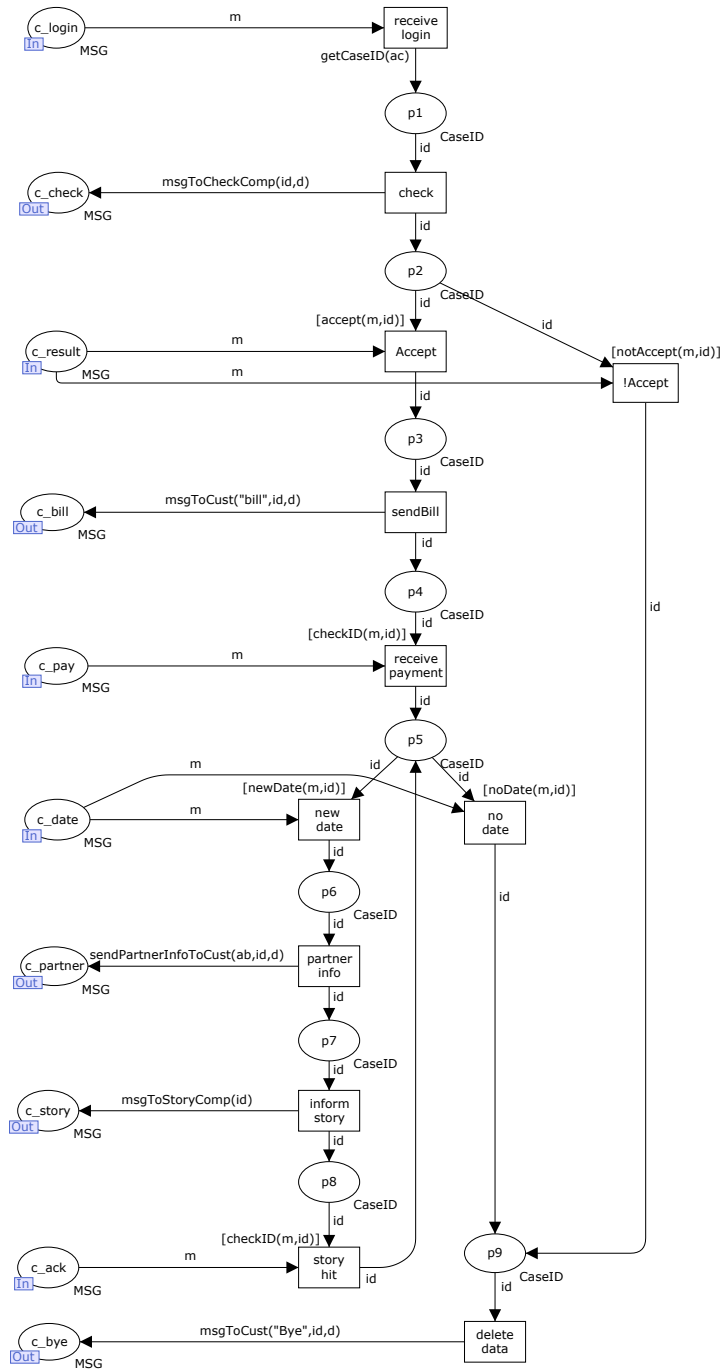 c_login
m
receive
login
In
MSG
getCaseID(ac)
p1
CaseID
id
msgToCheckComp(id,d)
c_check
check
Out
MSG
id
p2
CaseID
id
id
[accept(m,id)]
[notAccept(m,id)]
c_result
m
Accept
In
MSG
m
!Accept
id
p3
CaseID
id
msgToCust("bill",id,d)
c_bill
sendBill
Out
MSG
id
p4
id
CaseID
id
[checkID(m,id)]
c_pay
m
receive
payment
In
MSG
id
p5
CaseID
id
id
m
[newDate(m,id)]
[noDate(m,id)]
c_date
m
new
date
no
date
In
MSG
id
p6
id
CaseID
id
sendPartnerInfoToCust(ab,id,d)
c_partner
partner
info
Out
MSG
id
p7
CaseID
id
msgToStoryComp(id)
c_story
inform
story
Out
MSG
id
p8
CaseID
id
[checkID(m,id)]
c_ack
m
story
hit
id
p9
In
MSG
CaseID
id
msgToCust("Bye",id,d)
c_bye
delete
data
Out
MSG